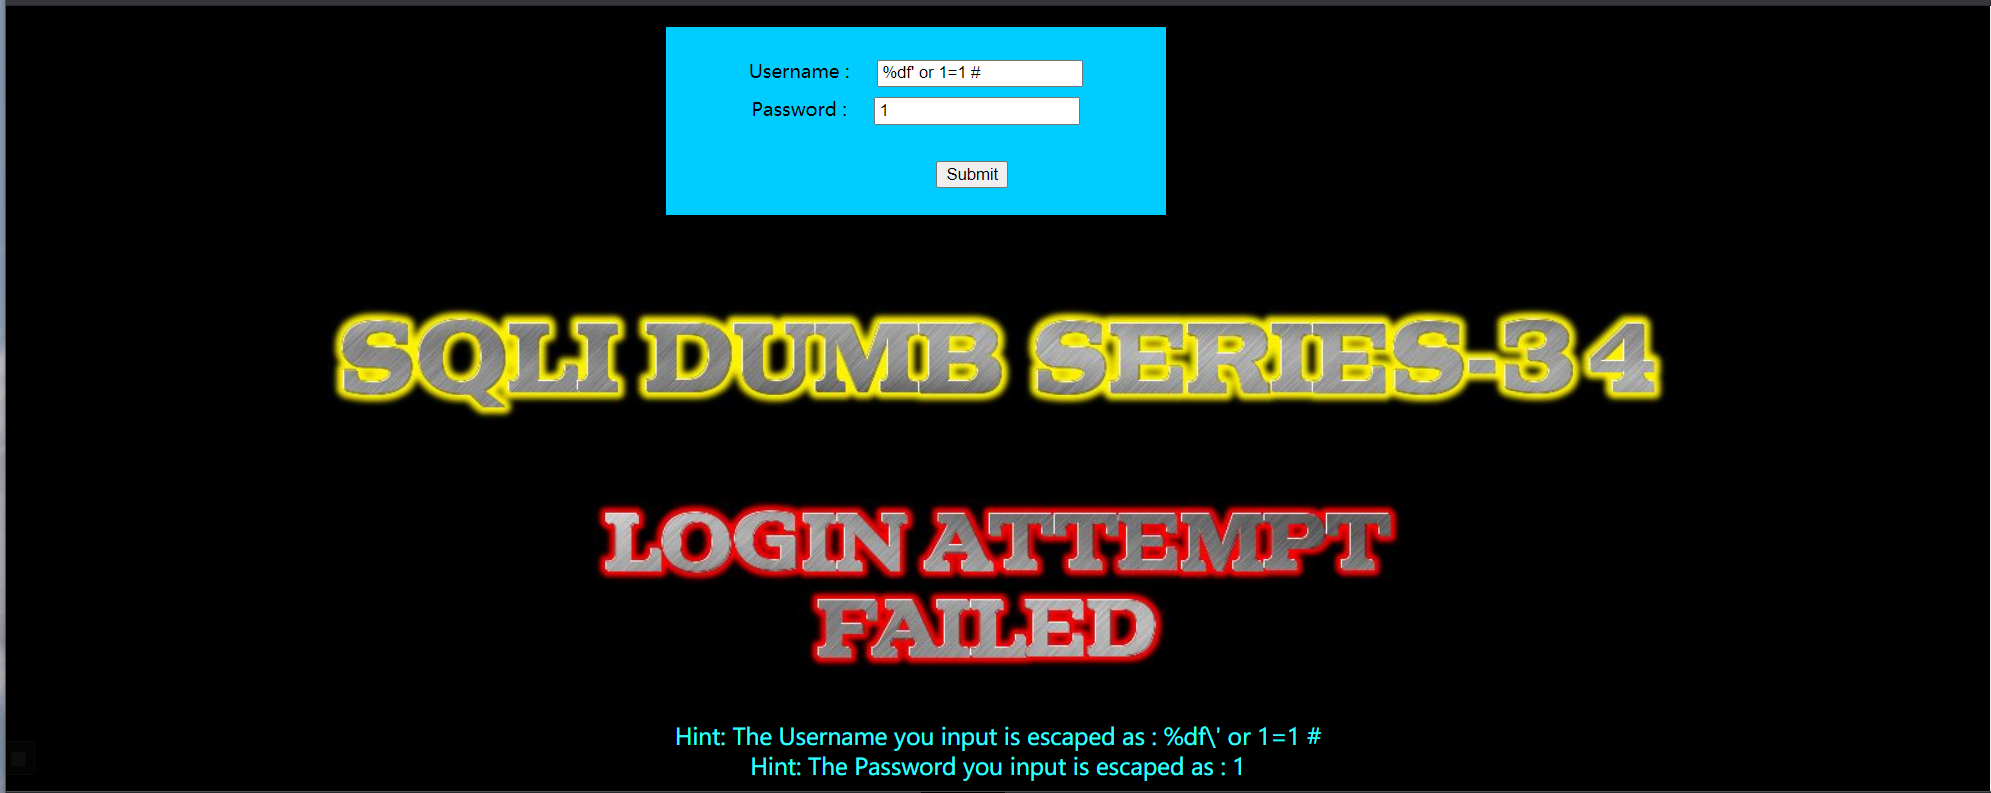 Username : %df' or 1=1 #
Password : 1
Submit
SQLI DUMB SERIES-34
LOGIN ATTEMPT
FAILED
Hint: The Username you input is escaped as : %df\' or 1=1 #
Hint: The Password you input is escaped as : 1